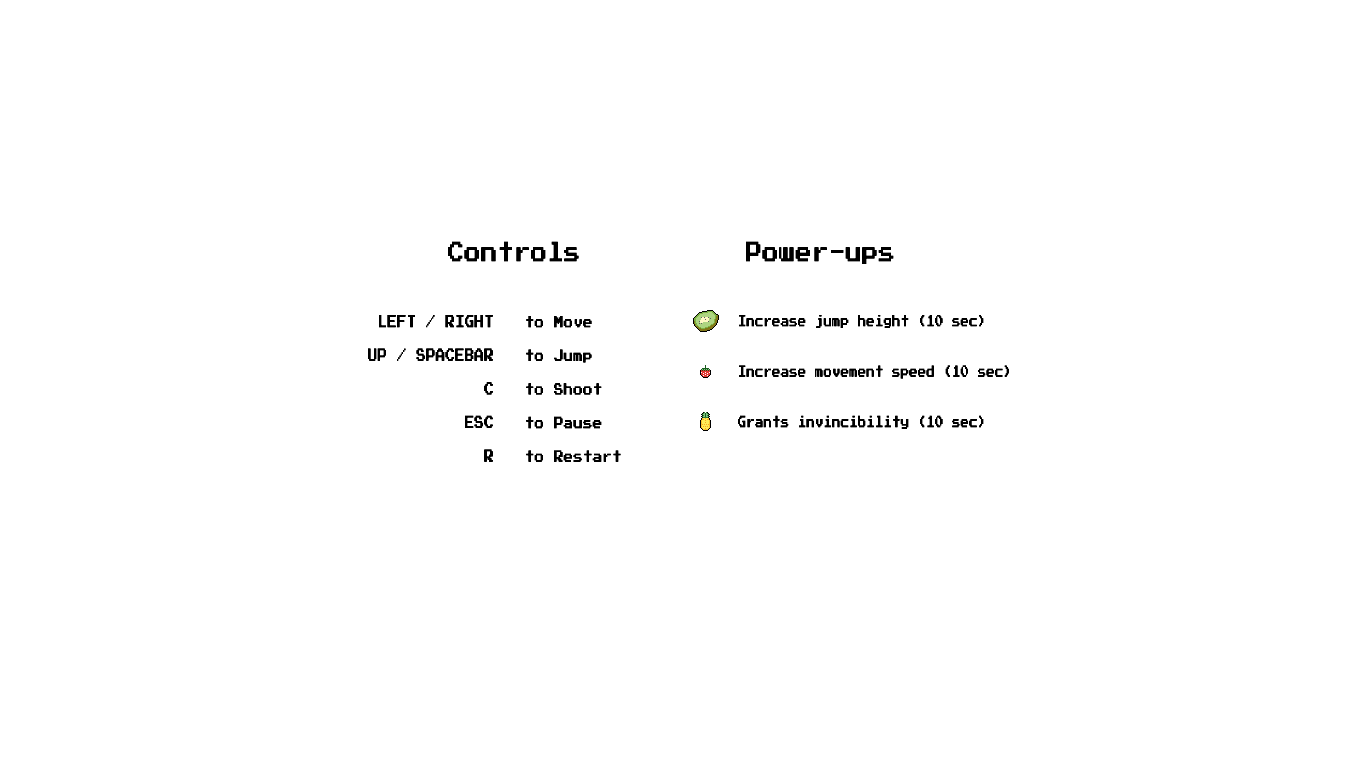 Controls
LEFT / RIGHT to Move
UP / SPACEBAR to Jump
C to Shoot
ESC to Pause
R to Restart
Power-ups
Increase jump height (10 sec)
Increase movement speed (10 sec)
Grants invincibility (10 sec)